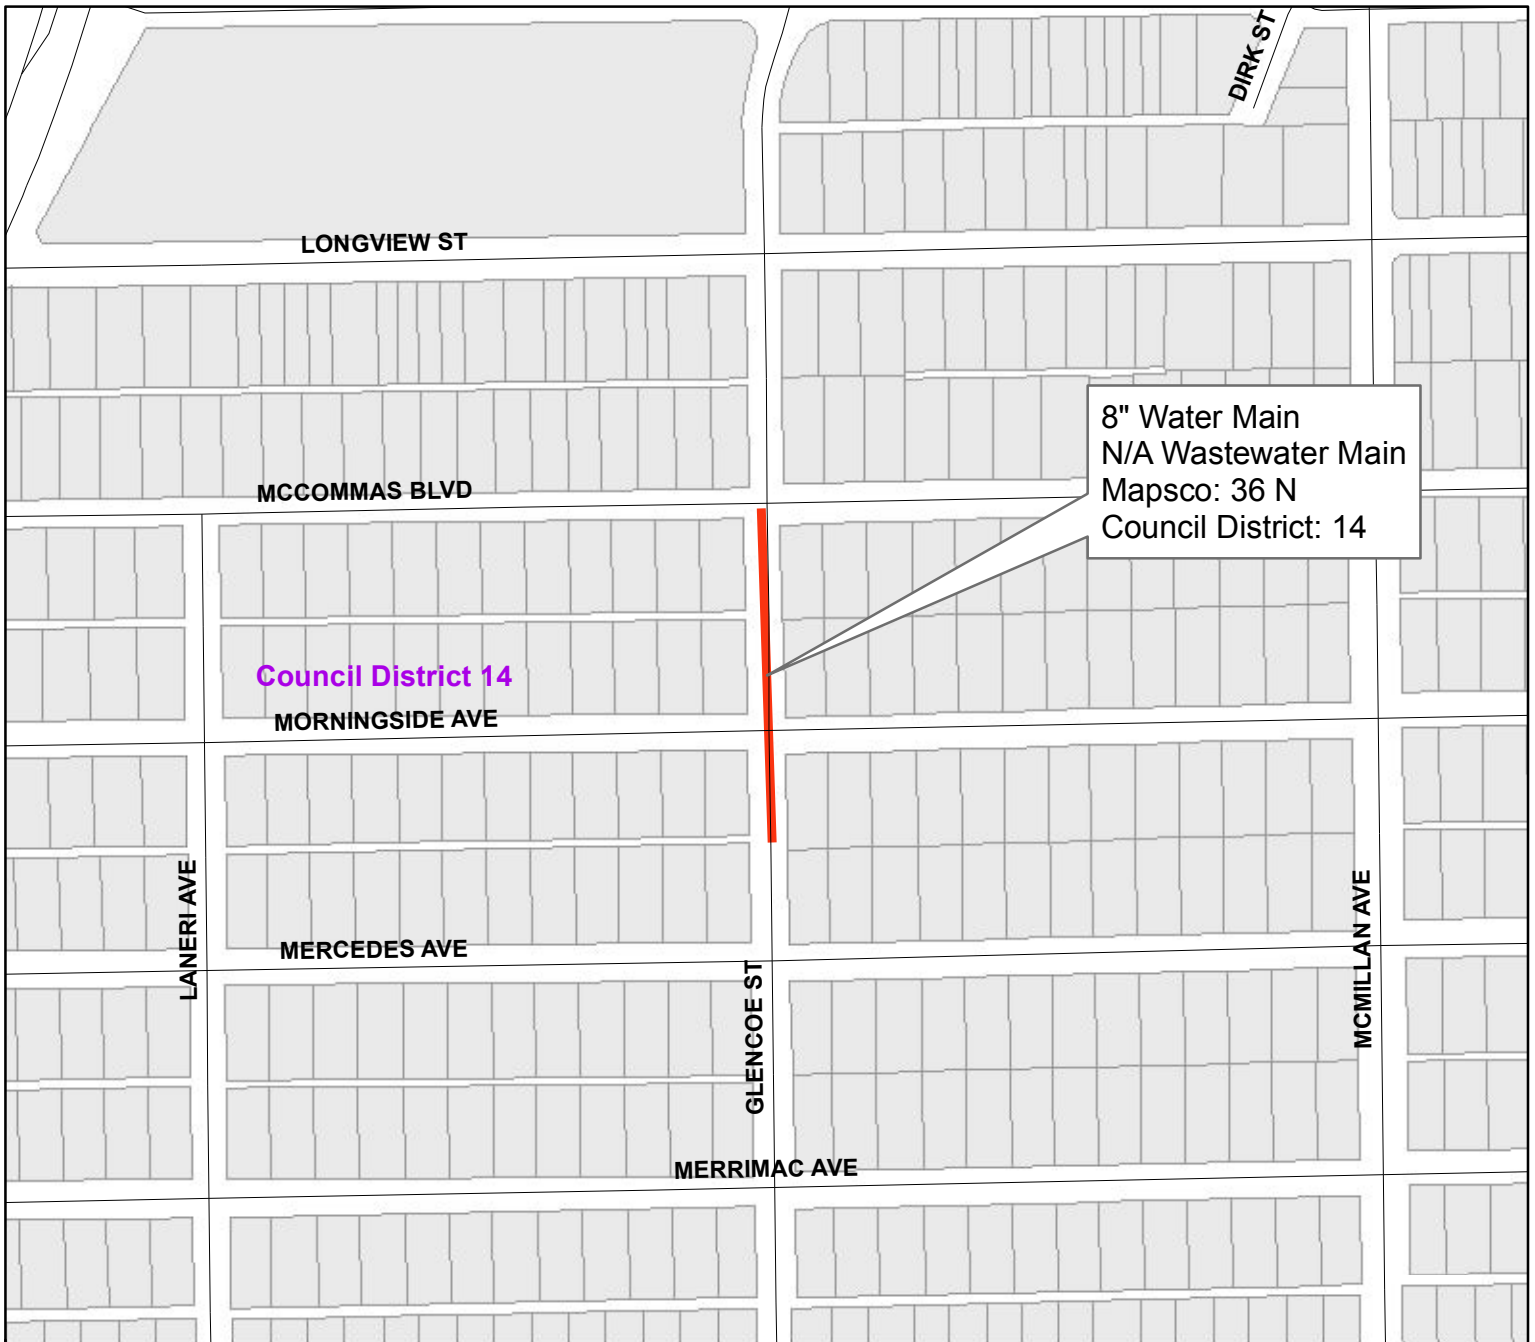 DIRK ST
LONGVIEW ST
8" Water Main
N/A Wastewater Main
Mapsco: 36 N
Council District: 14
MCCOMMAS BLVD
Council District 14
MORNINGSIDE AVE
LANERI AVE
MERCEDES AVE
GLENCOE ST
MCMILLAN AVE
MERRIMAC AVE